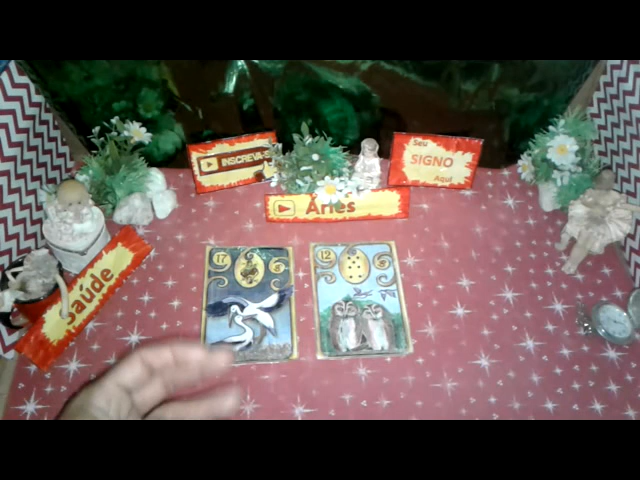 INSCREVA-
Seu
SIGNO
Aqui
Áries
Saúde
17
12